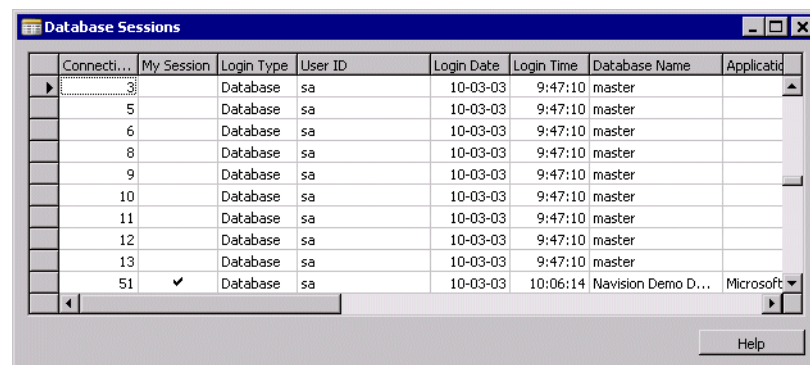 Database Sessions
Connecti... My Session Login Type User ID Login Date Login Time Database Name Applicatio
3 Database sa 10-03-03 9:47:10 master
5 Database sa 10-03-03 9:47:10 master
6 Database sa 10-03-03 9:47:10 master
8 Database sa 10-03-03 9:47:10 master
9 Database sa 10-03-03 9:47:10 master
10 Database sa 10-03-03 9:47:10 master
11 Database sa 10-03-03 9:47:10 master
12 Database sa 10-03-03 9:47:10 master
13 Database sa 10-03-03 9:47:10 master
51 ✔ Database sa 10-03-03 10:06:14 Navision Demo D... Microsoft
Help